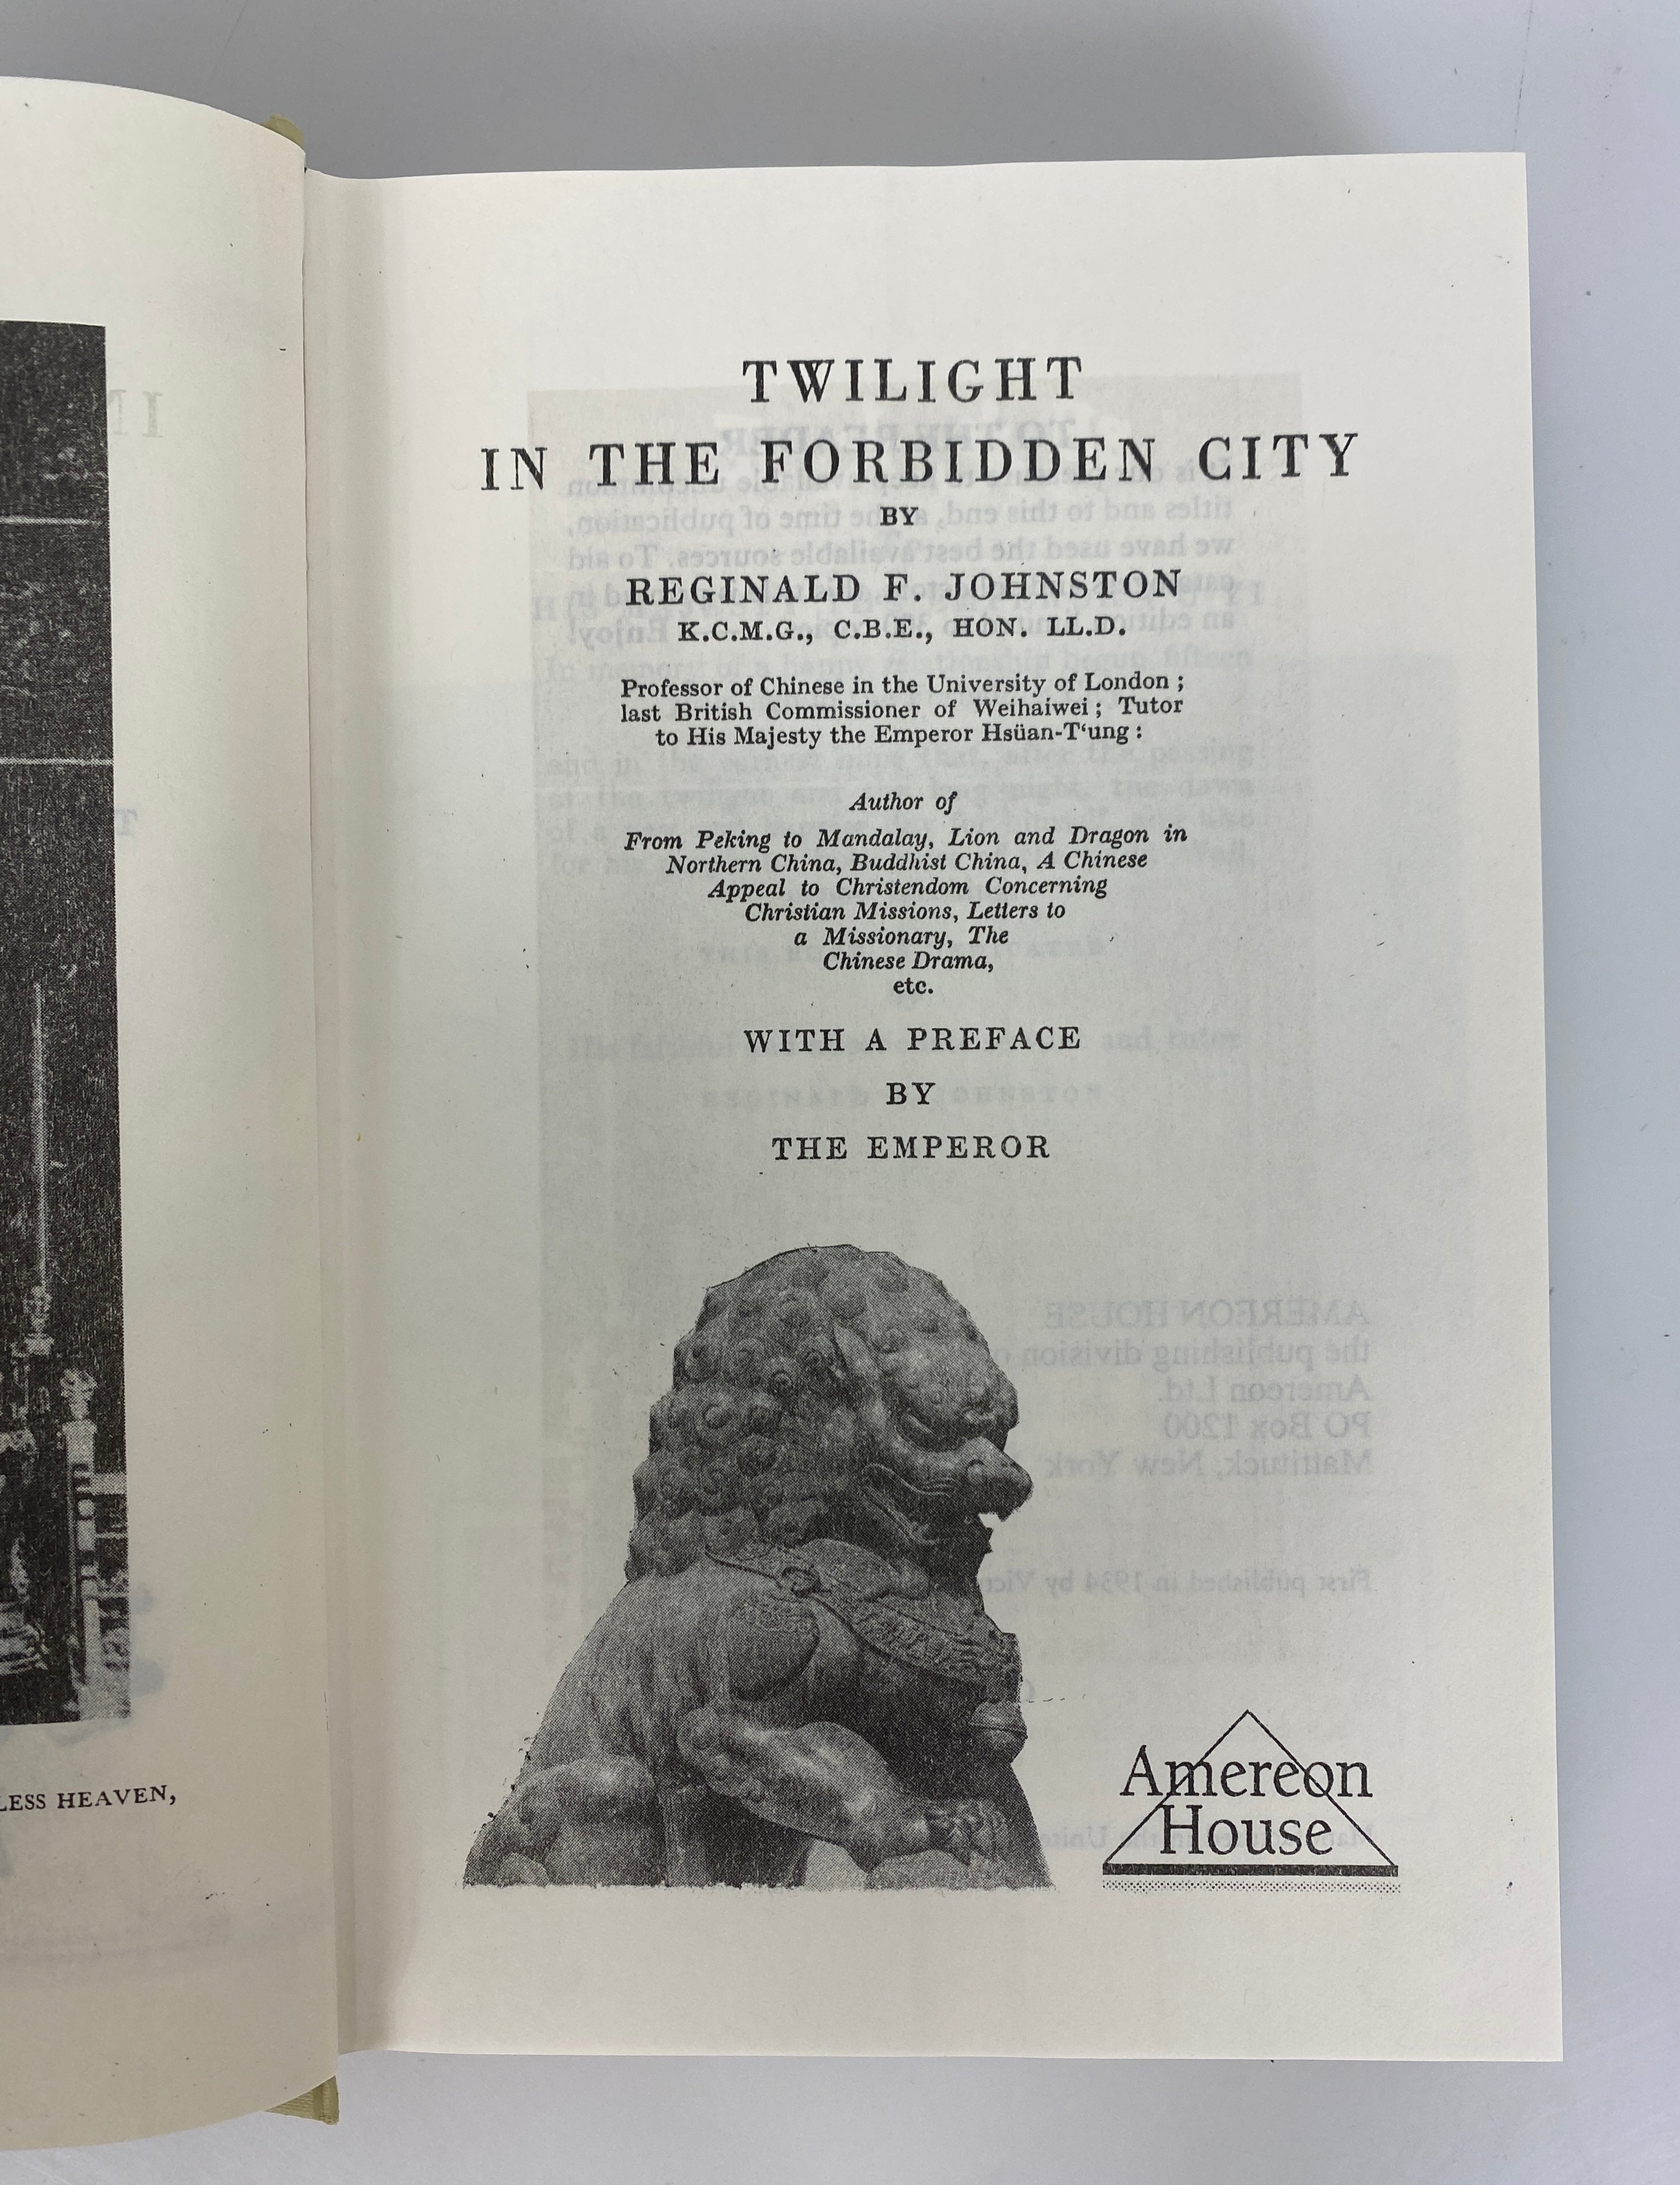 TWILIGHT
IN THE FORBIDDEN CITY
BY
REGINALD F. JOHNSTON
K.C.M.G., C.B.E., HON. LL.D.
Professor of Chinese in the University of London ;
last British Commissioner of Weihaiwei ; Tutor
to His Majesty the Emperor Hsüan-T‘ung :
Author of
From Peking to Mandalay, Lion and Dragon in
Northern China, Buddhist China, A Chinese
Appeal to Christendom Concerning
Christian Missions, Letters to
a Missionary, The
Chinese Drama,
etc.
WITH A PREFACE
BY
THE EMPEROR
Amereon
House
LESS HEAVEN,